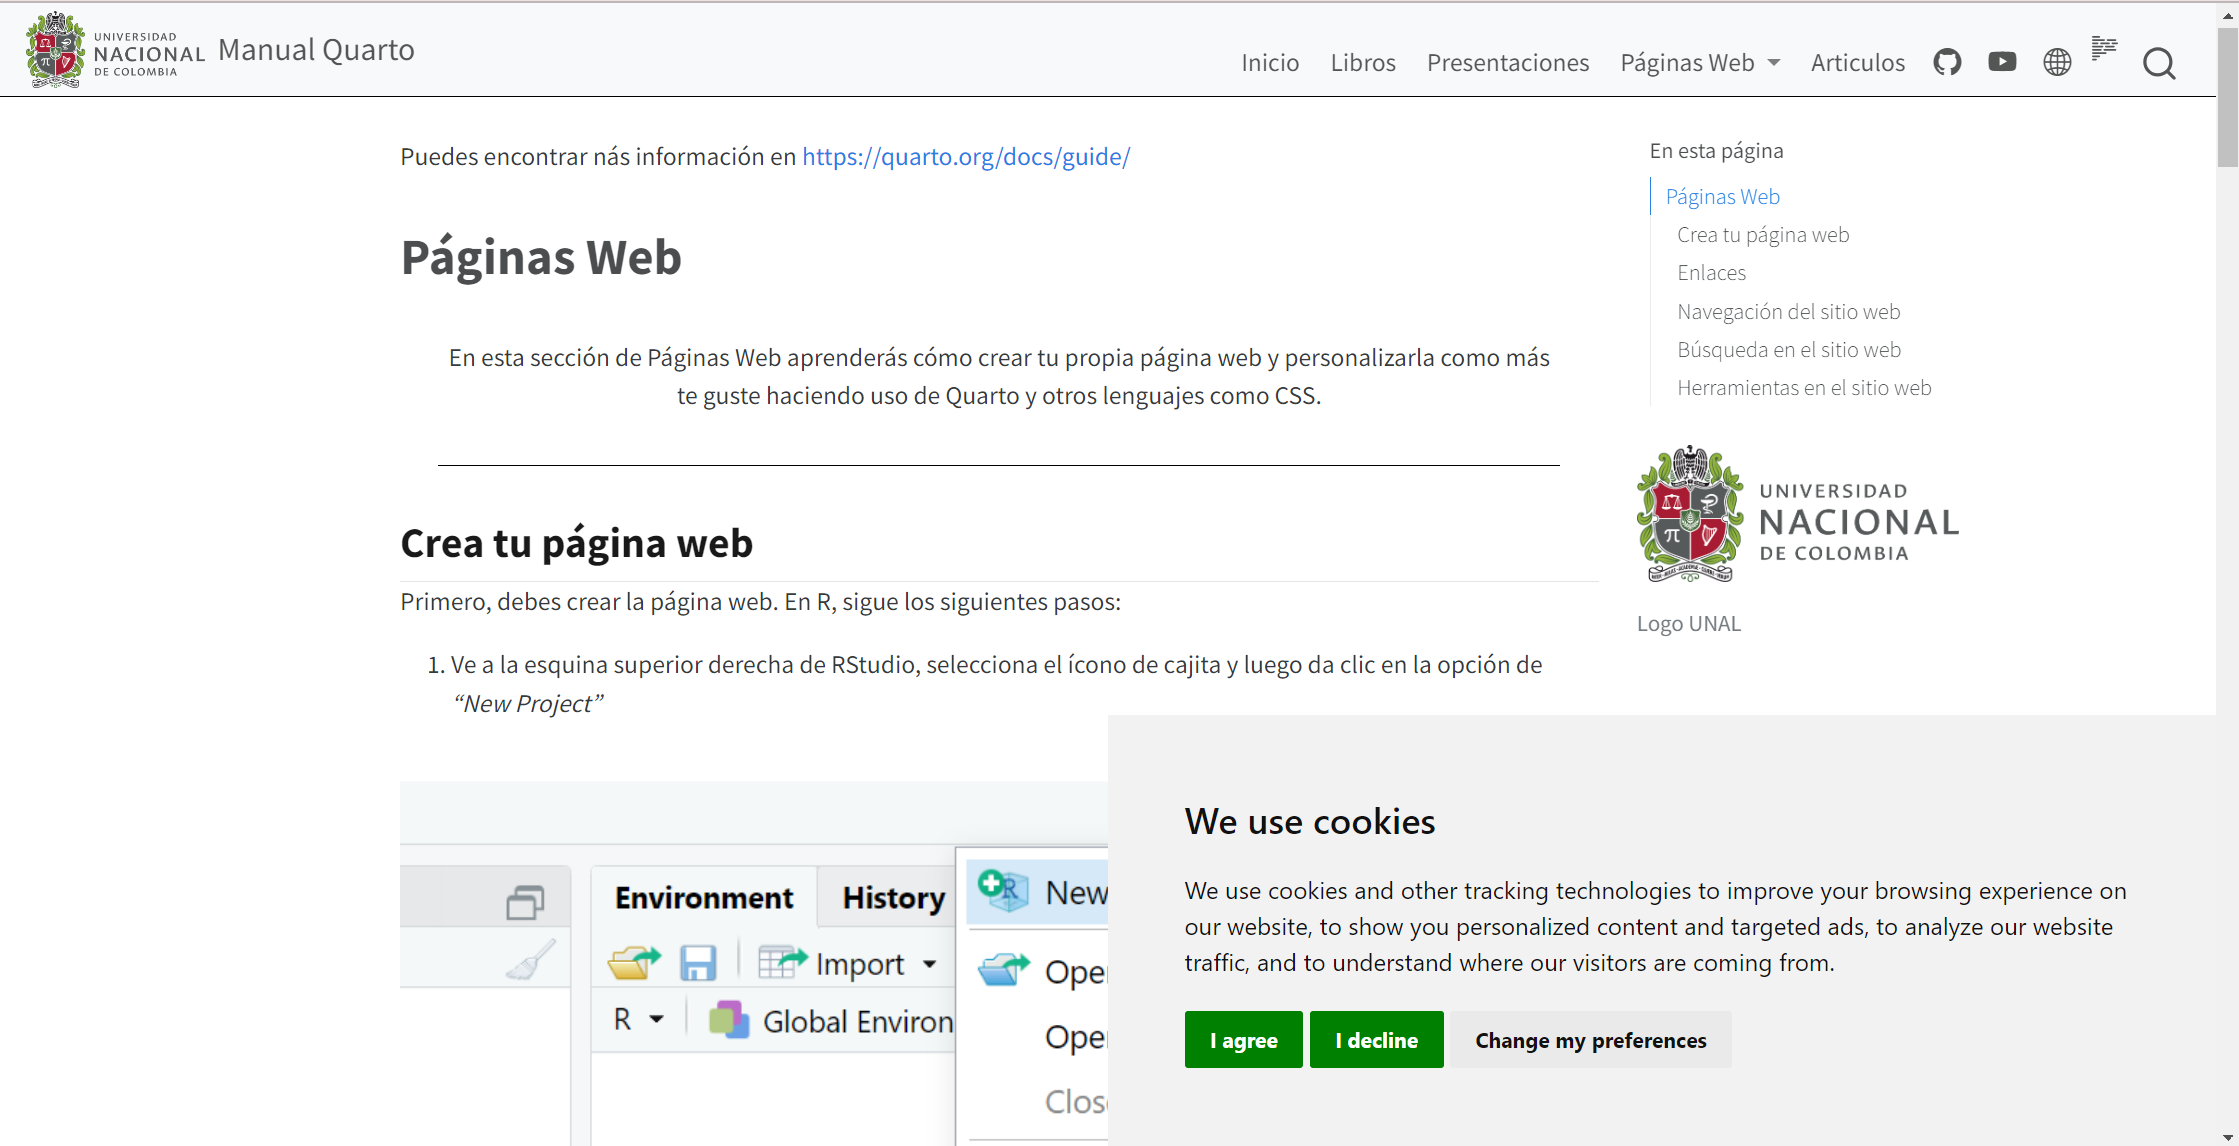 UNIVERSIDAD
NACIONAL
DE COLOMBIA
Manual Quarto
Inicio
Libros
Presentaciones
Páginas Web
Articulos
Puedes encontrar nás información en https://quarto.org/docs/guide/
Páginas Web
En esta sección de Páginas Web aprenderás cómo crear tu propia página web y personalizarla como más
te guste haciendo uso de Quarto y otros lenguajes como CSS.
Crea tu página web
Primero, debes crear la página web. En R, sigue los siguientes pasos:
1. Ve a la esquina superior derecha de RStudio, selecciona el ícono de cajita y luego da clic en la opción de
“New Project”
Environment
History
Import
R
Global Environ
R New
Ope
Ope
Clos
En esta página
Páginas Web
Crea tu página web
Enlaces
Navegación del sitio web
Búsqueda en el sitio web
Herramientas en el sitio web
UNIVERSIDAD
NACIONAL
DE COLOMBIA
Logo UNAL
We use cookies
We use cookies and other tracking technologies to improve your browsing experience on
our website, to show you personalized content and targeted ads, to analyze our website
traffic, and to understand where our visitors are coming from.
I agree
I decline
Change my preferences